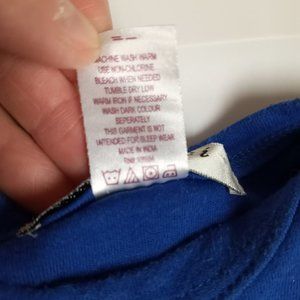 MACHINE WASH WARM
USE NON-CHLORINE
BLEACH WHEN NEEDED
TUMBLE DRY LOW
WARM IRON IF NECESSARY
WASH DARK COLOUR
SEPERATELY
THIS GARMENT IS NOT
INTENDED FOR SLEEP WEAR
MADE IN INDIA